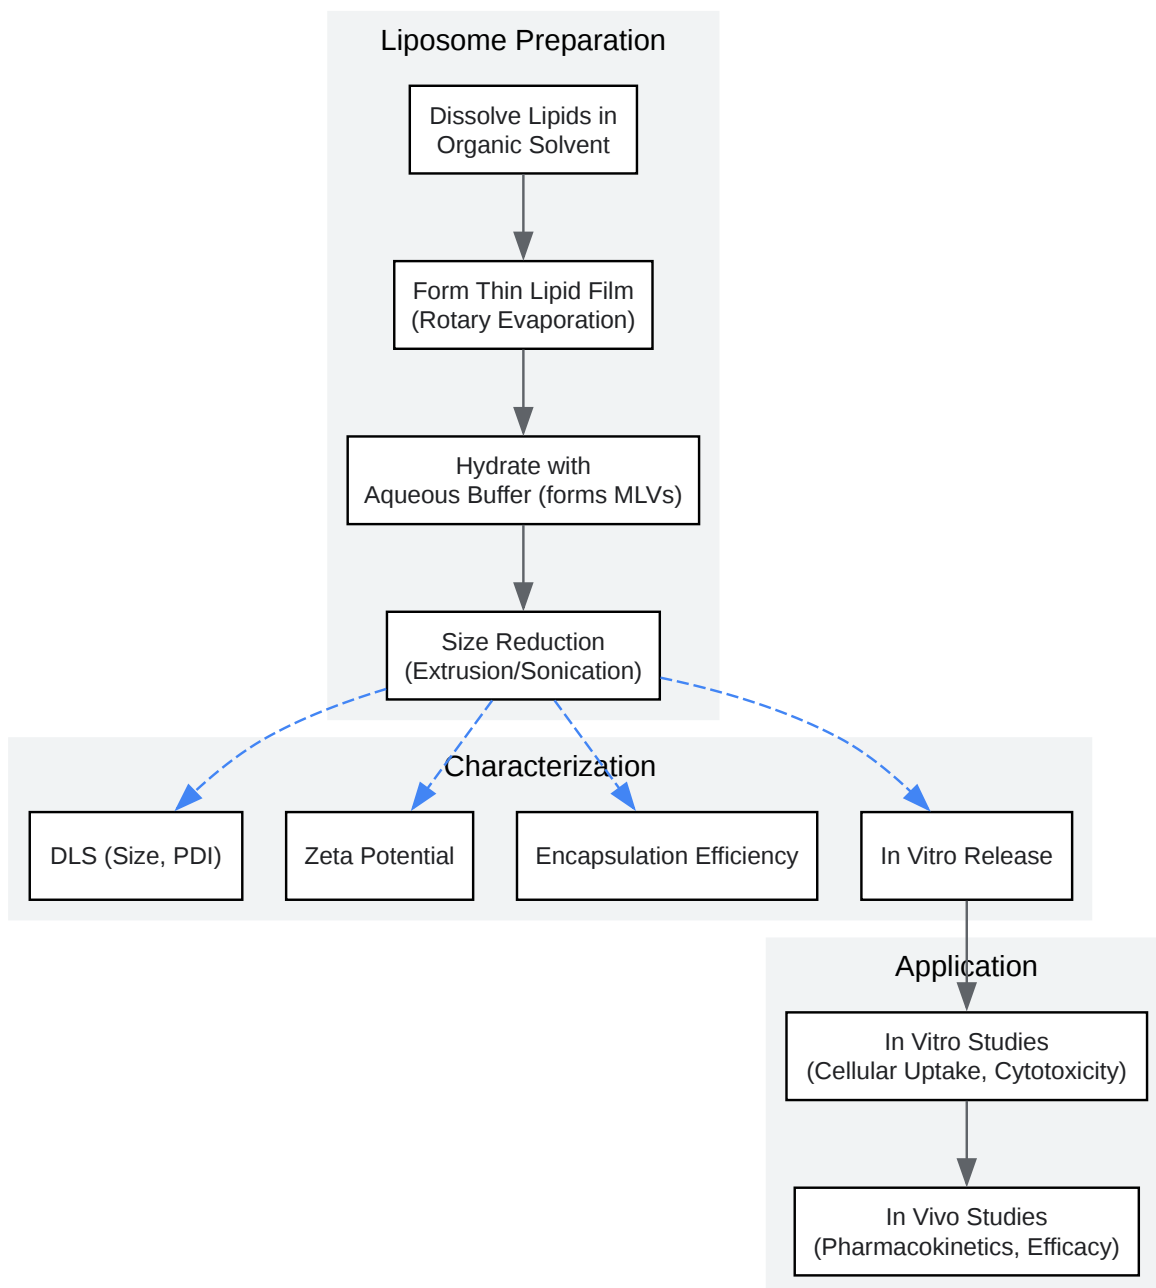 Liposome Preparation
Dissolve Lipids in
Organic Solvent
Form Thin Lipid Film
(Rotary Evaporation)
Hydrate with
Aqueous Buffer (forms MLVs)
Size Reduction
(Extrusion/Sonication)
Characterization
DLS (Size, PDI)
Zeta Potential
Encapsulation Efficiency
In Vitro Release
Application
In Vitro Studies
(Cellular Uptake, Cytotoxicity)
In Vivo Studies
(Pharmacokinetics, Efficacy)